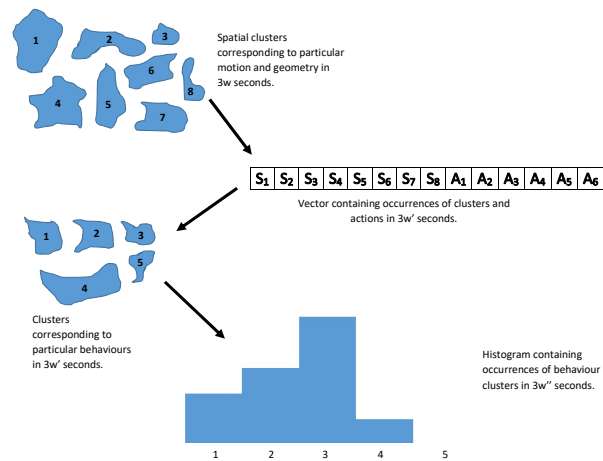 1
2
3
4
5
6
7
8
Spatial clusters
corresponding to particular
motion and geometry in
3w seconds.
S1 S2 S3 S4 S5 S6 S7 S8 A1 A2 A3 A4 A5 A6
Vector containing occurrences of clusters and
actions in 3w' seconds.
1
2
3
4
5
Clusters
corresponding to
particular behaviours
in 3w' seconds.
Histogram containing
occurrences of behaviour
clusters in 3w'' seconds.
1 2 3 4 5